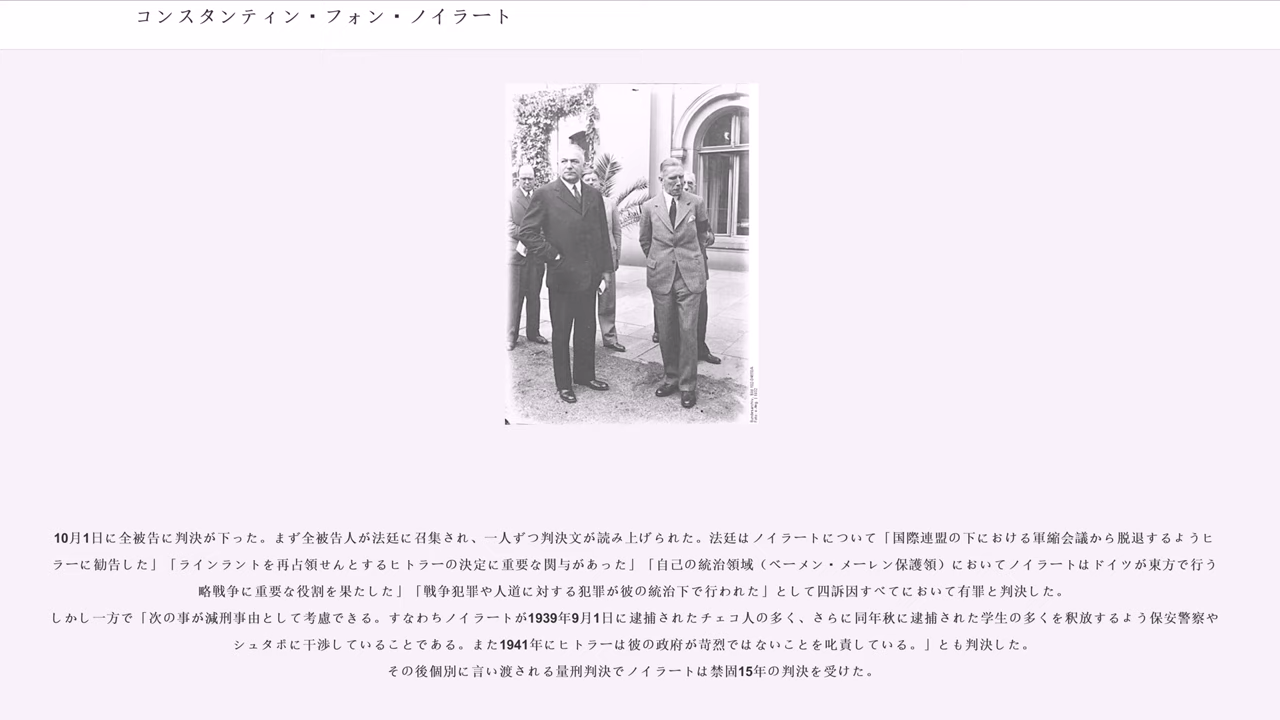 コンスタンティン・フォン・ノイラート
10月1日に全被告に判決が下った。まず全被告人が法廷に召集され、一人ずつ判決文が読み上げられた。法廷はノイラートについて「国際連盟の下における軍縮会議から脱退するようヒ
ラーに勧告した」「ラインラントを再占領せんとするヒトラーの決定に重要な関与があった」「自己の統治領域（ベーメン・メーレン保護領）においてノイラートはドイツが東方で行う
略戦争に重要な役割を果たした」「戦争犯罪や人道に対する犯罪が彼の統治下で行われた」として四訴因すべてにおいて有罪と判決した。
しかし一方で「次の事が減刑事由として考慮できる。すなわちノイラートが1939年9月1日に逮捕されたチェコ人の多く、さらに同年秋に逮捕された学生の多くを釈放するよう保安警察や
シュタポに干渉していることである。また1941年にヒトラーは彼の政府が苛烈ではないことを叱責している。」とも判決した。
その後個別に言い渡される量刑判決でノイラートは禁固15年の判決を受けた。